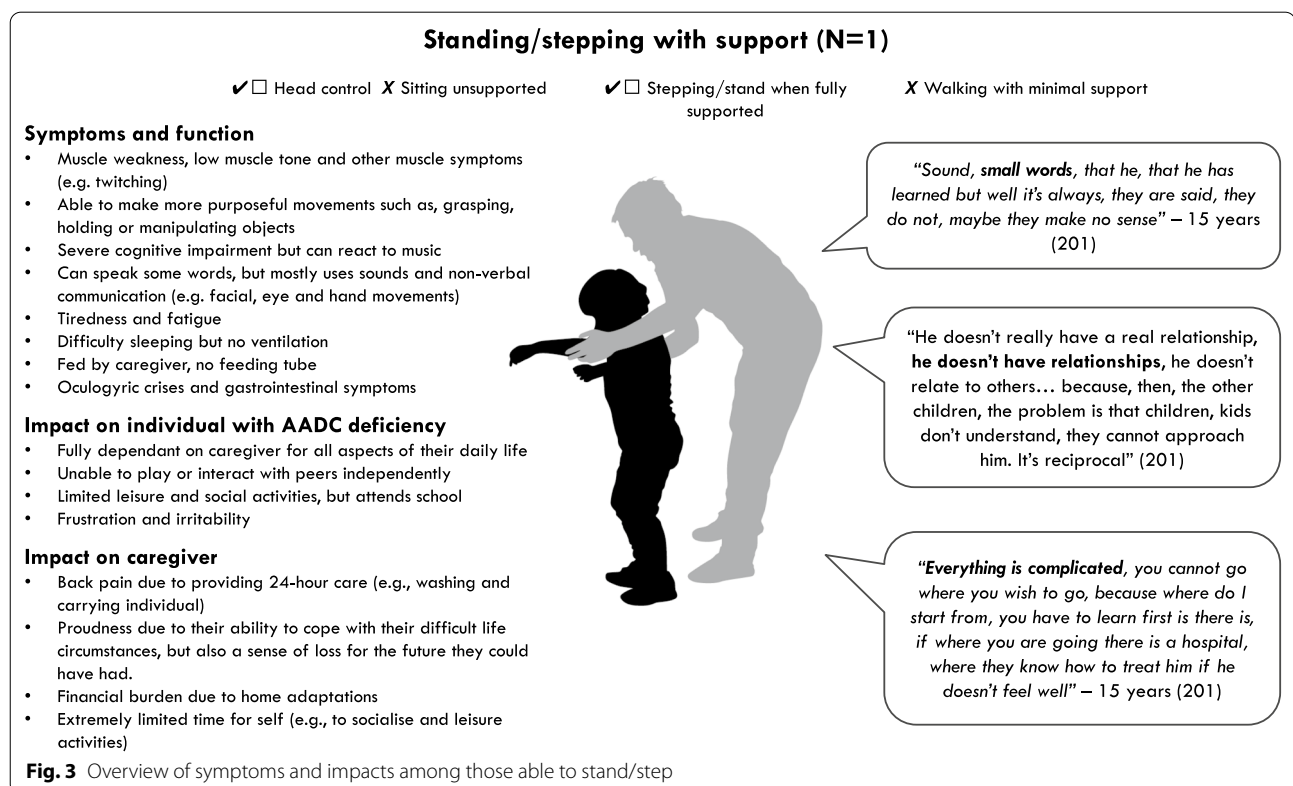 Standing/stepping with support (N=1)
✔☐ Head control X Sitting unsupported
✔☐ Stepping/stand when fully
supported
X Walking with minimal support
Symptoms and function
• Muscle weakness, low muscle tone and other muscle symptoms
(e.g. twitching)
• Able to make more purposeful movements such as, grasping,
holding or manipulating objects
• Severe cognitive impairment but can react to music
• Can speak some words, but mostly uses sounds and non-verbal
communication (e.g. facial, eye and hand movements)
• Tiredness and fatigue
• Difficulty sleeping but no ventilation
• Fed by caregiver, no feeding tube
• Oculogyric crises and gastrointestinal symptoms
Impact on individual with AADC deficiency
• Fully dependant on caregiver for all aspects of their daily life
• Unable to play or interact with peers independently
• Limited leisure and social activities, but attends school
• Frustration and irritability
Impact on caregiver
• Back pain due to providing 24-hour care (e.g., washing and
carrying individual)
• Proudness due to their ability to cope with their difficult life
circumstances, but also a sense of loss for the future they could
have had.
• Financial burden due to home adaptations
• Extremely limited time for self (e.g., to socialise and leisure
activities)
“Sound, small words, that he, that he has
learned but well it’s always, they are said, they
do not, maybe they make no sense” – 15 years
(201)
“He doesn’t really have a real relationship,
he doesn’t have relationships, he doesn’t
relate to others… because, then, the other
children, the problem is that children, kids
don’t understand, they cannot approach
him. It’s reciprocal” (201)
“Everything is complicated, you cannot go
where you wish to go, because where do I
start from, you have to learn first is there is,
if where you are going there is a hospital,
where they know how to treat him if he
doesn’t feel well” – 15 years (201)
Fig. 3 Overview of symptoms and impacts among those able to stand/step